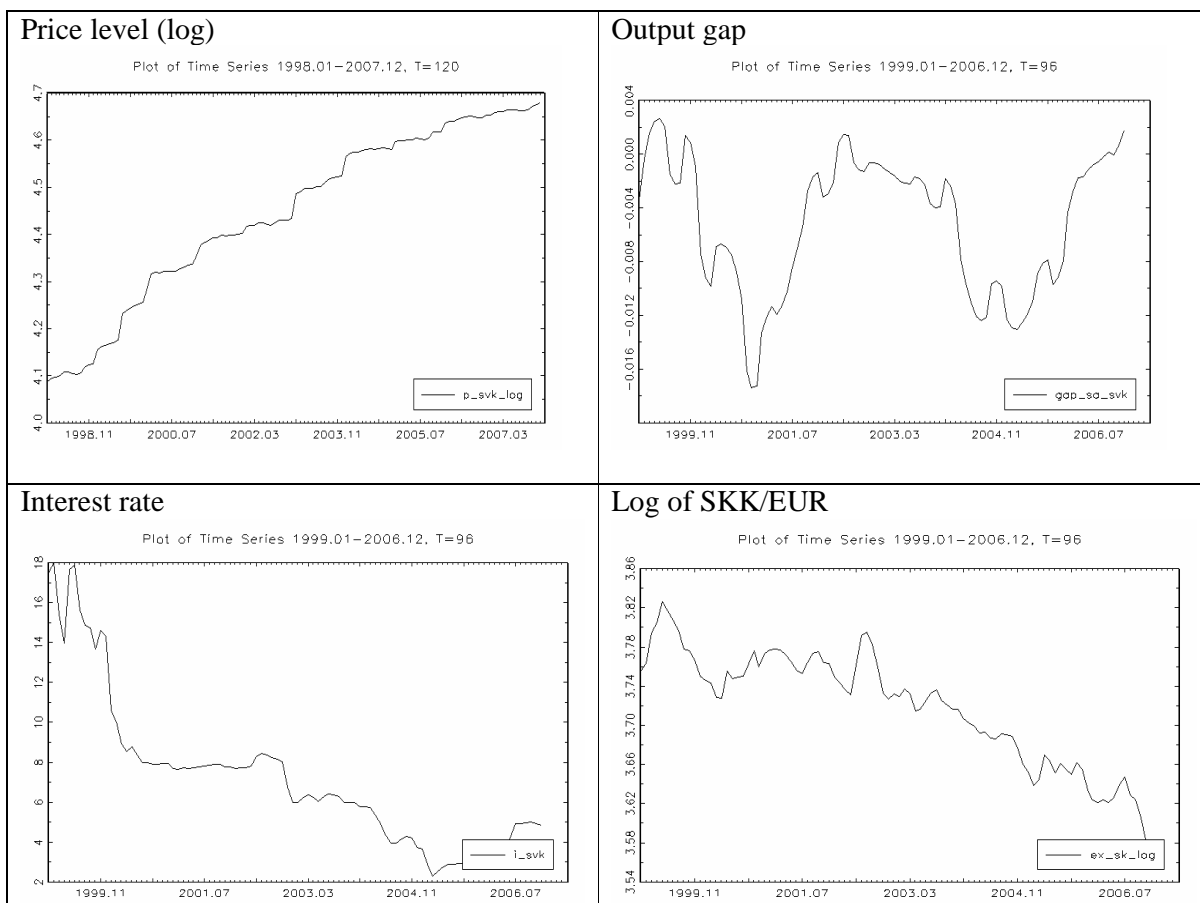 Price level (log)
Plot of Time Series 1998.01–2007.12, T=120
4.7
4.6
4.5
4.4
4.3
4.2
4.1
4.0
p_svk_log
1998.11 2000.07 2002.03 2003.11 2005.07 2007.03
Output gap
Plot of Time Series 1999.01–2006.12, T=96
0.004
0.000
-0.004
-0.008
-0.012
-0.016
gap_sa_svk
1999.11 2001.07 2003.03 2004.11 2006.07
Interest rate
Plot of Time Series 1999.01–2006.12, T=96
18
16
14
12
10
8
6
4
2
i_svk
1999.11 2001.07 2003.03 2004.11 2006.07
Log of SKK/EUR
Plot of Time Series 1999.01–2006.12, T=96
3.86
3.82
3.78
3.74
3.70
3.66
3.62
3.58
3.54
ex_sk_log
1999.11 2001.07 2003.03 2004.11 2006.07